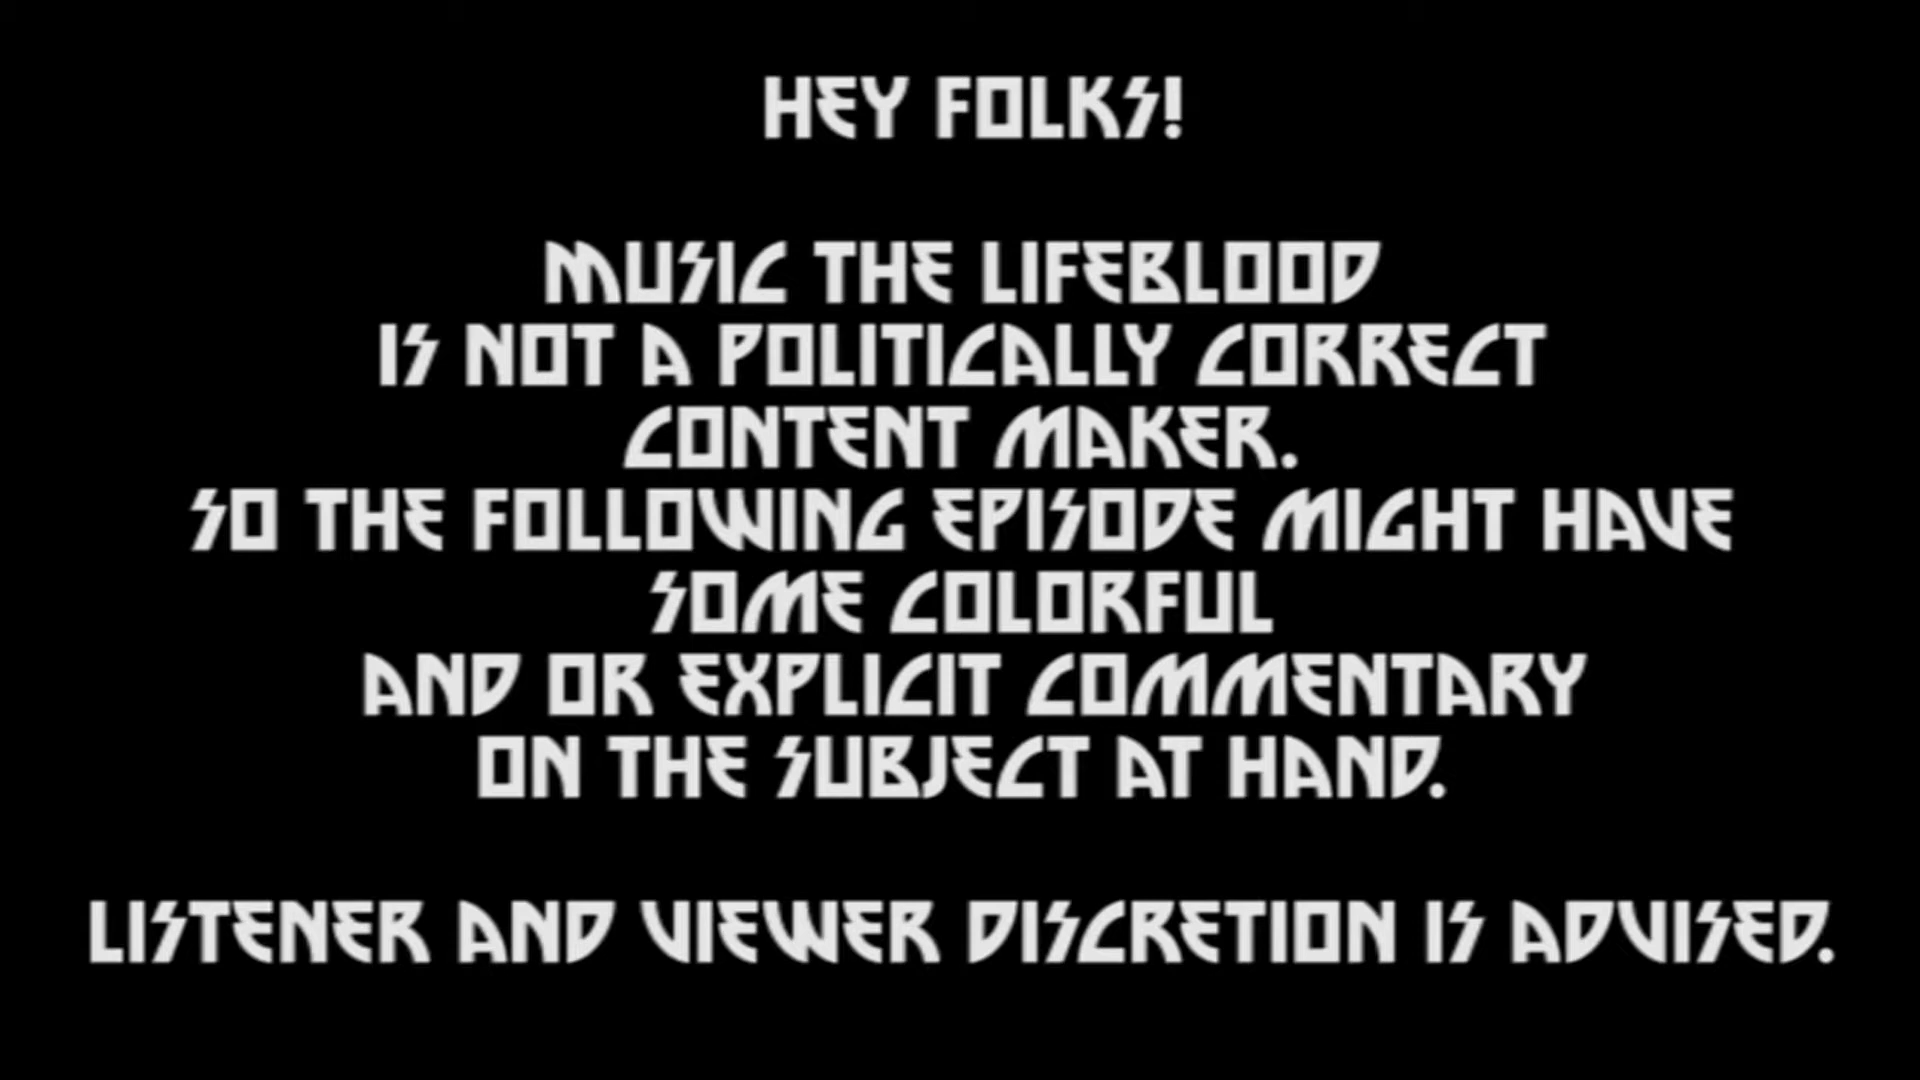 HEY FOLKS!
MUSIC THE LIFEBLOOD
IS NOT A POLITICALLY CORRECT
CONTENT MAKER.
SO THE FOLLOWING EPISODE MIGHT HAVE
SOME COLORFUL
AND OR EXPLICIT COMMENTARY
ON THE SUBJECT AT HAND.
LISTENER AND VIEWER DISCRETION IS ADVISED.